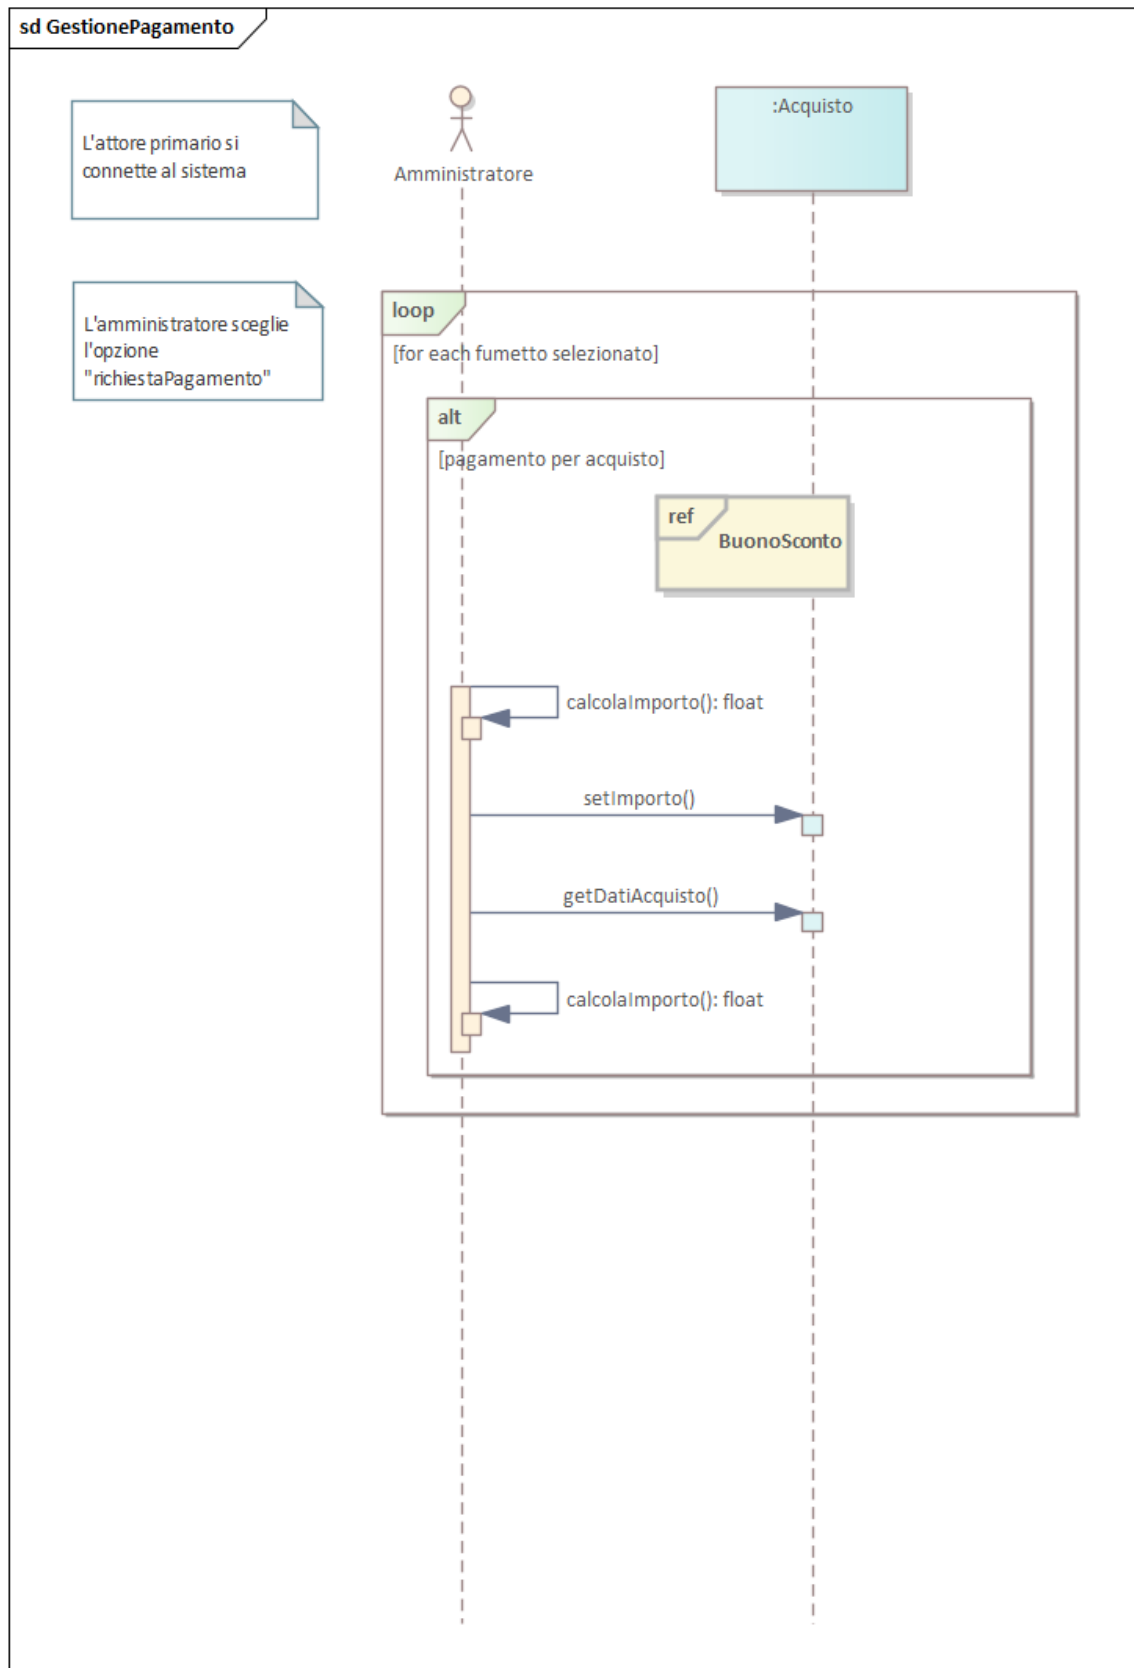 sd GestionePagamento
L'attore primario si
connette al sistema
Amministratore
:Acquisto
L'amministratore sceglie
l'opzione
"richiestaPagamento"
loop
[for each fumetto selezionato]
alt
[pagamento per acquisto]
ref
BuonoSconto
calcolaImporto(): float
setImporto()
getDatiAcquisto()
calcolaImporto(): float